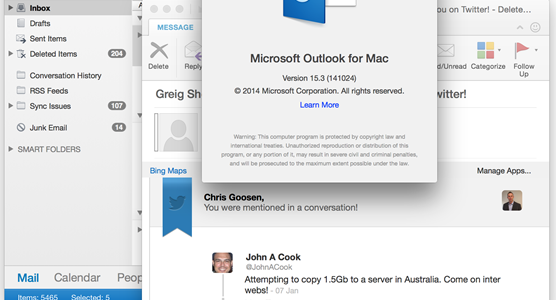 Inbox
Drafts
Sent Items
Deleted Items 204
Conversation History
RSS Feeds
Sync Issues 107
Junk Email 14
SMART FOLDERS
Mail Calendar Peop
Items: 5465 Selected: 5
ou on Twitter! - Delete
MESSAGE
Delete
Reply
d/Unread
Categorize
Follow
Up
Greig Sh
witter!
Microsoft Outlook for Mac
Version 15.3 (141024)
© 2014 Microsoft Corporation. All rights reserved.
Learn More
Warning: This computer program is protected by copyright law and
international treaties. Unauthorized reproduction or distribution of this
program, or any portion of it, may result in severe civil and criminal penalties,
and will be prosecuted to the maximum extent possible under the law.
Bing Maps
Manage Apps...
Chris Goosen,
You were mentioned in a conversation!
John A Cook
@JohnACook
Attempting to copy 1.5Gb to a server in Australia. Come on inter
webs! - 07 Jan